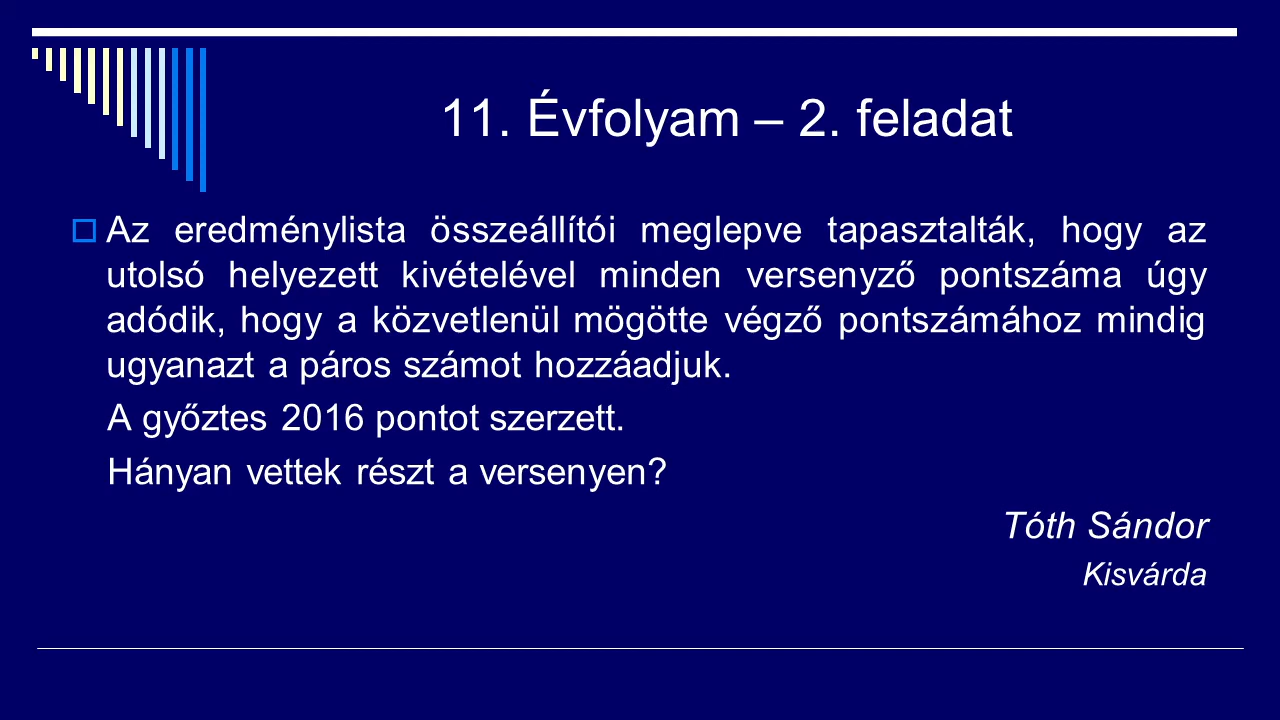 11. Évfolyam – 2. feladat
Az eredménylista összeállítói meglepve tapasztalták, hogy az
utolsó helyezett kivételével minden versenyző pontszáma úgy
adódik, hogy a közvetlenül mögötte végző pontszámához mindig
ugyanazt a páros számot hozzáadjuk.
A győztes 2016 pontot szerzett.
Hányan vettek részt a versenyen?
Tóth Sándor
Kisvárda